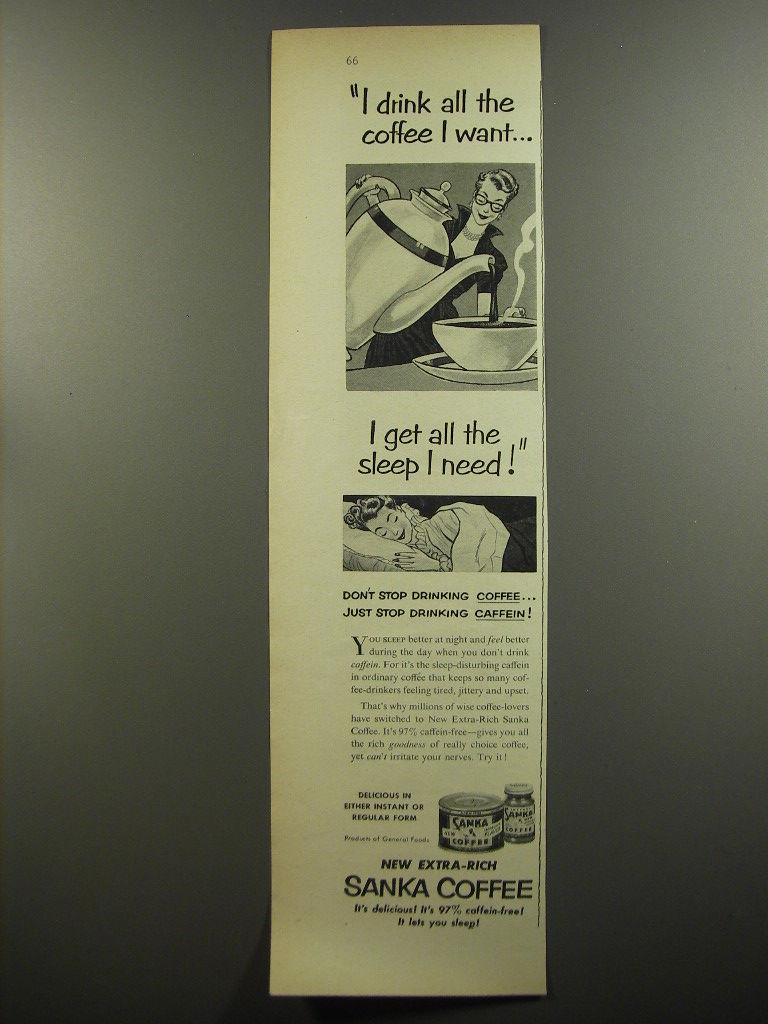 66
"I drink all the
coffee I want...
I get all the
sleep I need!"
DON'T STOP DRINKING COFFEE...
JUST STOP DRINKING CAFFEIN!
YOU SLEEP better at night and feel better
during the day when you don't drink
caffein. For it's the sleep-disturbing caffein
in ordinary coffee that keeps so many cof-
fee-drinkers feeling tired, jittery and upset.
That's why millions of wise coffee-lovers
have switched to New Extra-Rich Sanka
Coffee. It's 97% caffein-free—gives you all
the rich goodness of really choice coffee,
yet can't irritate your nerves. Try it!
DELICIOUS IN
EITHER INSTANT OR
REGULAR FORM
Products of General Foods
SANKA
COFFEE
SANKA
COFFEE
NEW EXTRA-RICH
SANKA COFFEE
It's delicious! It's 97% caffein-free!
It lets you sleep!